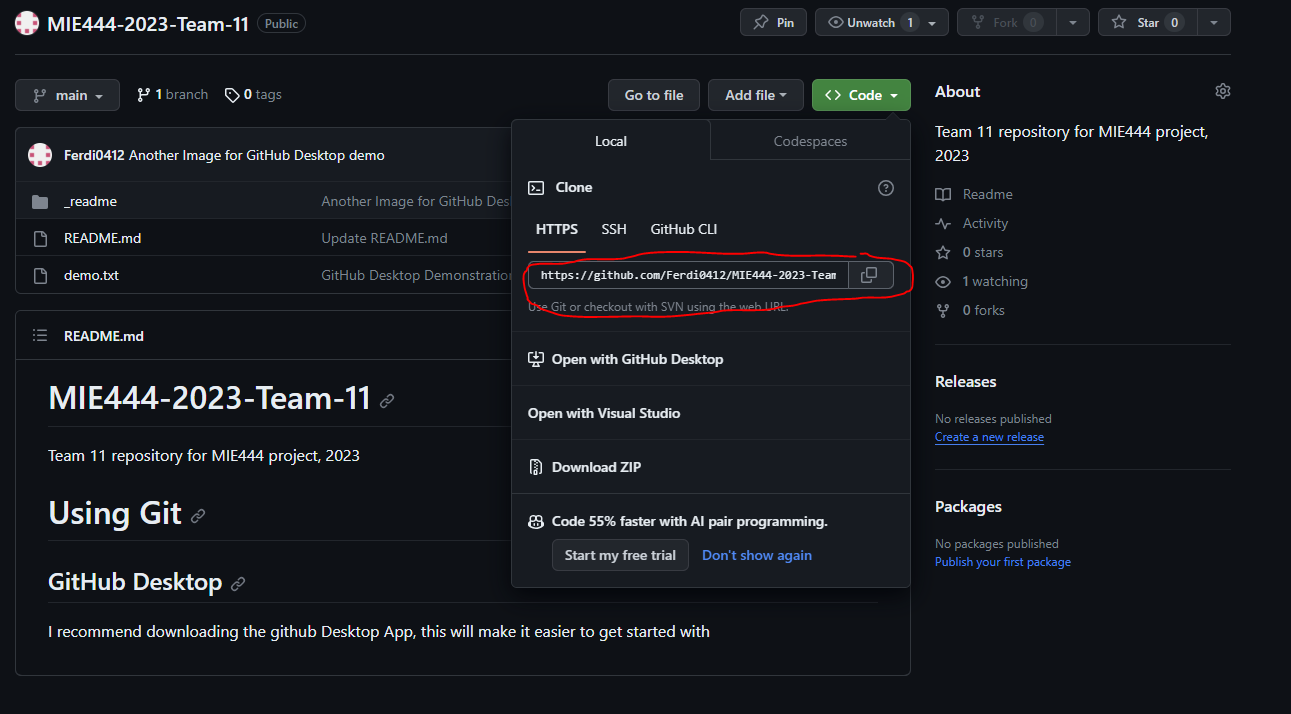 MIE444-2023-Team-11 Public
Pin Unwatch 1 Fork 0 Star 0
main 1 branch 0 tags Go to file Add file Code
Ferdi0412 Another Image for GitHub Desktop demo
_readme Another Image for GitHub Des
README.md Update README.md
demo.txt GitHub Desktop Demonstration
Local Codespaces
Clone
HTTPS SSH GitHub CLI
https://github.com/Ferdi0412/MIE444-2023-Team
Use Git or checkout with SVN using the web URL.
Open with GitHub Desktop
Open with Visual Studio
Download ZIP
Code 55% faster with AI pair programming.
Start my free trial Don't show again
README.md
MIE444-2023-Team-11
Team 11 repository for MIE444 project, 2023
Using Git
GitHub Desktop
I recommend downloading the github Desktop App, this will make it easier to get started with
About
Team 11 repository for MIE444 project,
2023
Readme
Activity
0 stars
1 watching
0 forks
Releases
No releases published
Create a new release
Packages
No packages published
Publish your first package